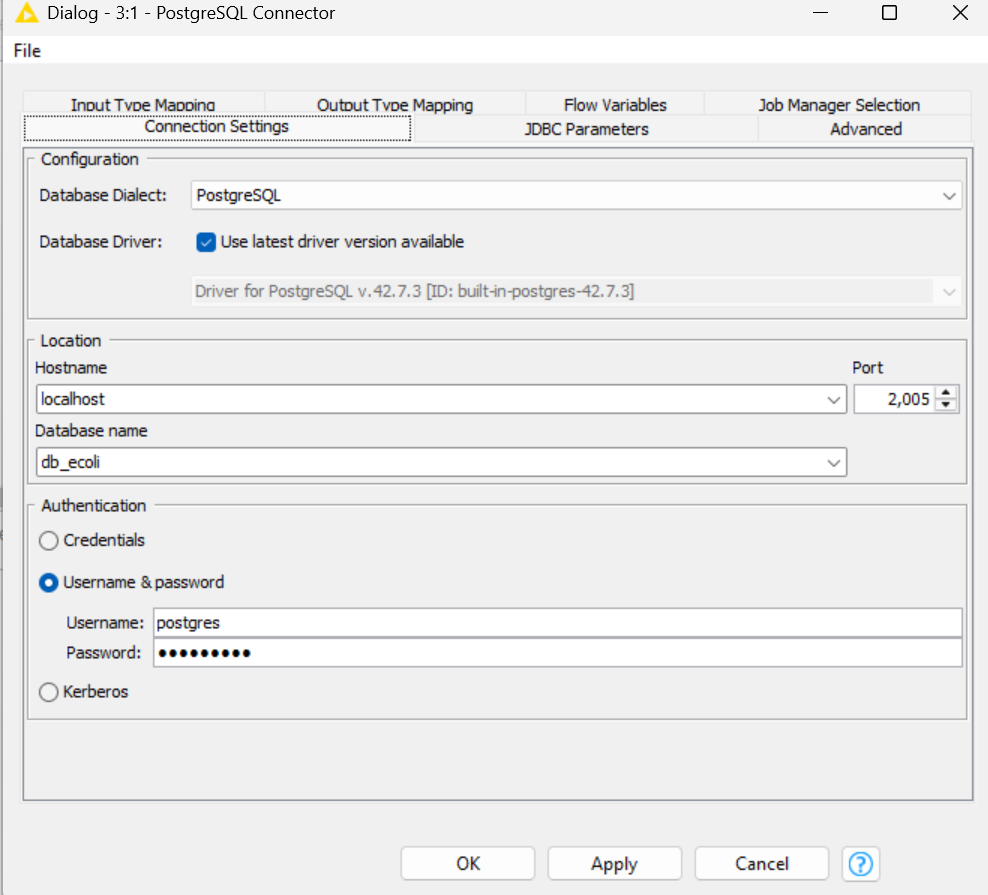 Dialog - 3:1 - PostgreSQL Connector
File
Input Type Mapping Output Type Mapping Flow Variables Job Manager Selection
Connection Settings JDBC Parameters Advanced
Configuration
Database Dialect: PostgreSQL
Database Driver: Use latest driver version available
Driver for PostgreSQL v.42.7.3 [ID: built-in-postgres-42.7.3]
Location
Hostname Port
localhost 2,005
Database name
db_ecoli
Authentication
Credentials
Username & password
Username: postgres
Password: •••••••••
Kerberos
OK Apply Cancel ?